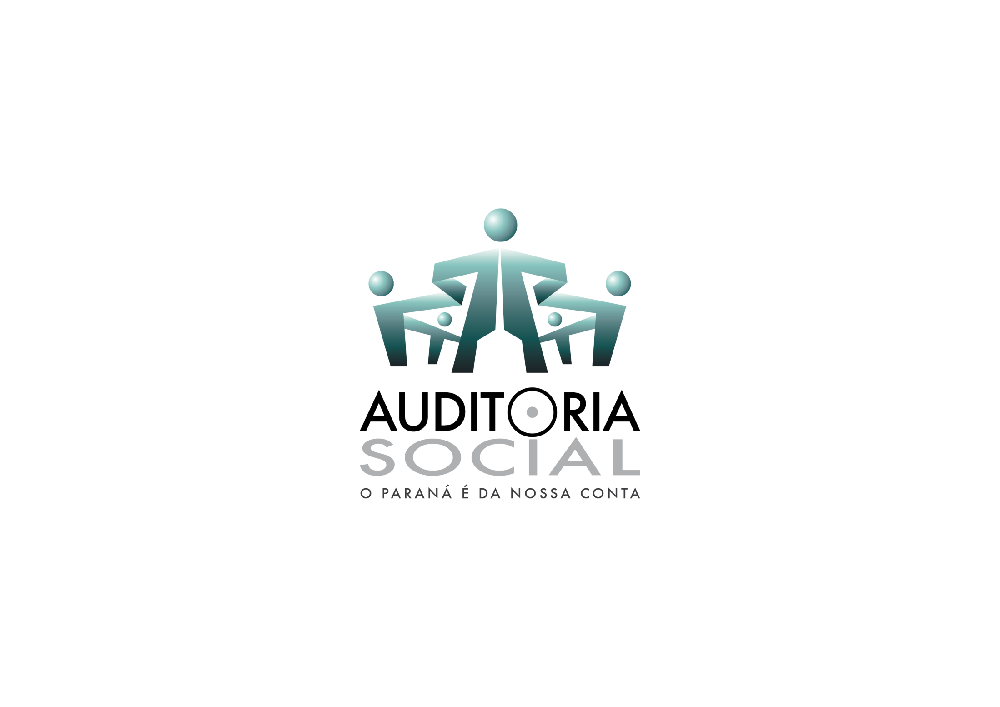 AUDITORIA
SOCIAL
O PARANÁ É DA NOSSA CONTA